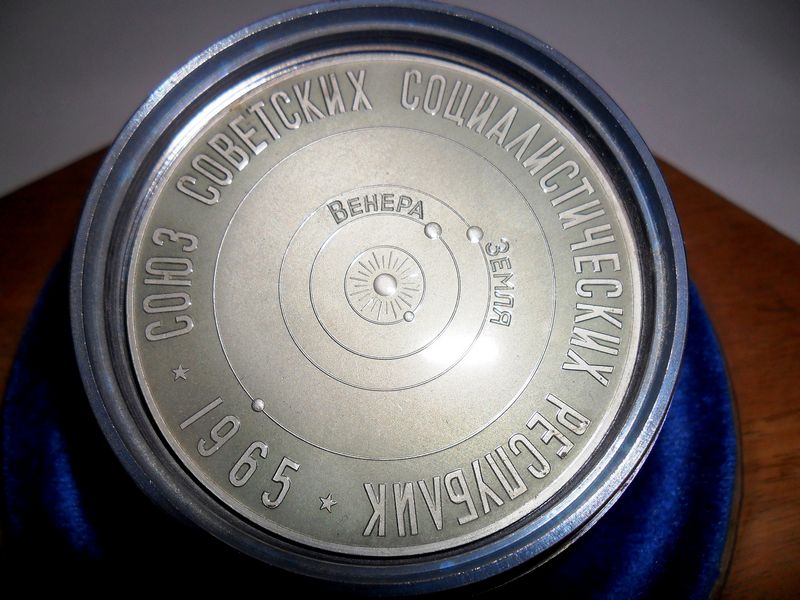 СОЮЗ СОВЕТСКИХ СОЦИАЛИСТИЧЕСКИХ РЕСПУБЛИК
1965
ВЕНЕРА
ЗЕМЛЯ